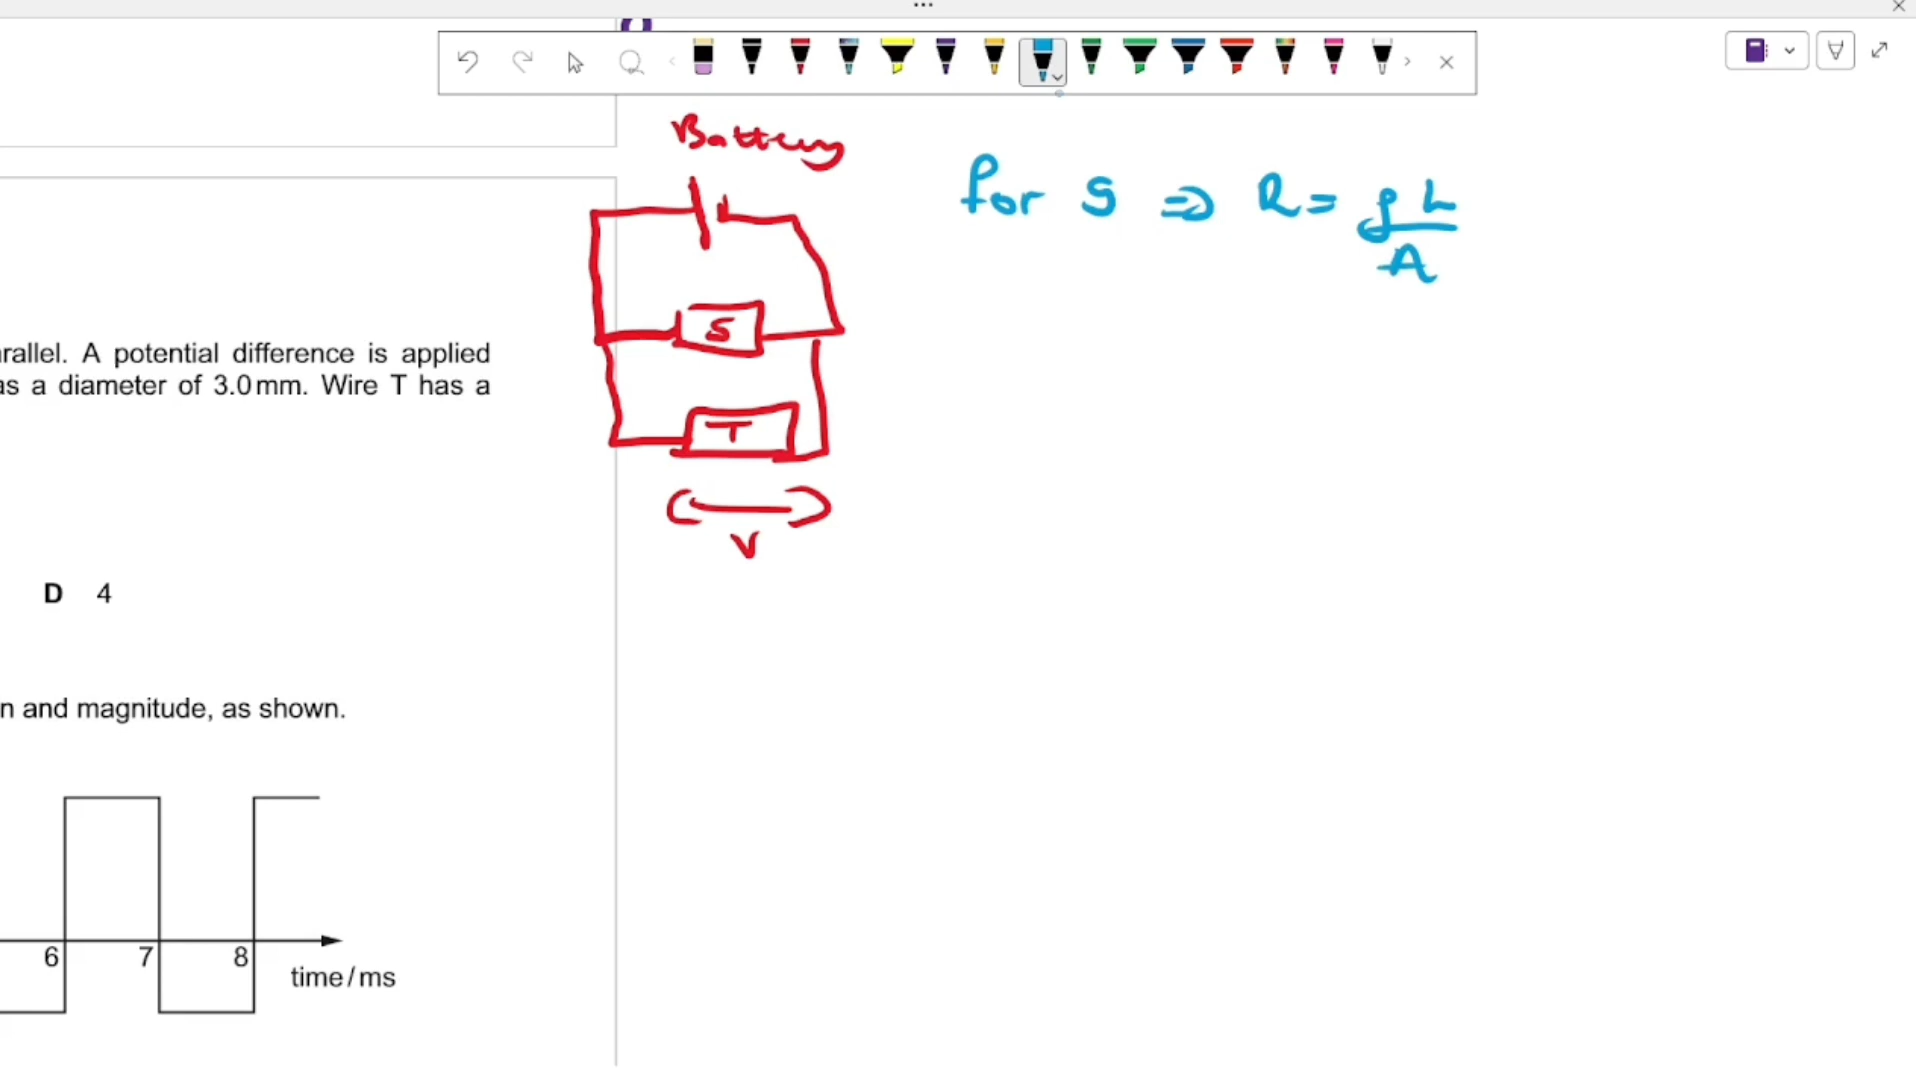 Battery
for S ⇒ R = ρL
A
S
rallel. A potential difference is applied
as a diameter of 3.0 mm. Wire T has a
T
V
D 4
n and magnitude, as shown.
6 7 8
time / ms